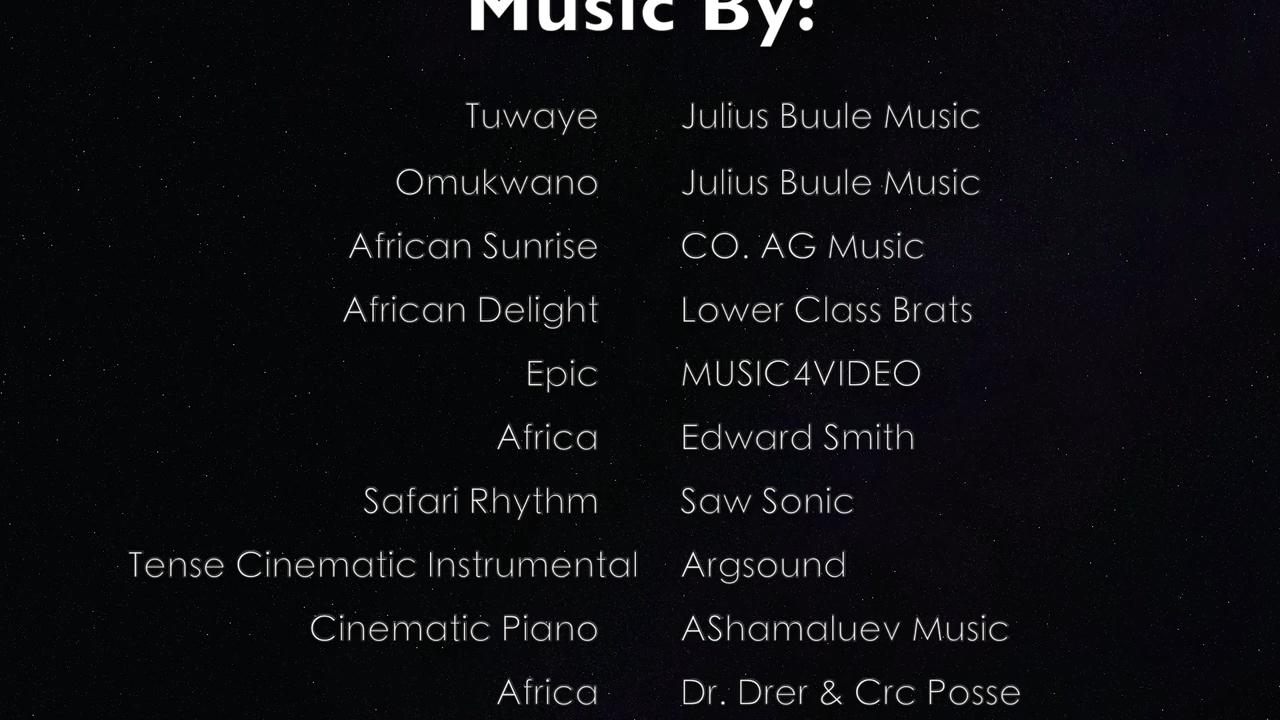 Music By:
Tuwaye Julius Buule Music
Omukwano Julius Buule Music
African Sunrise CO. AG Music
African Delight Lower Class Brats
Epic MUSIC4VIDEO
Africa Edward Smith
Safari Rhythm Saw Sonic
Tense Cinematic Instrumental Argsound
Cinematic Piano AShamaluev Music
Africa Dr. Drer & Crc Posse